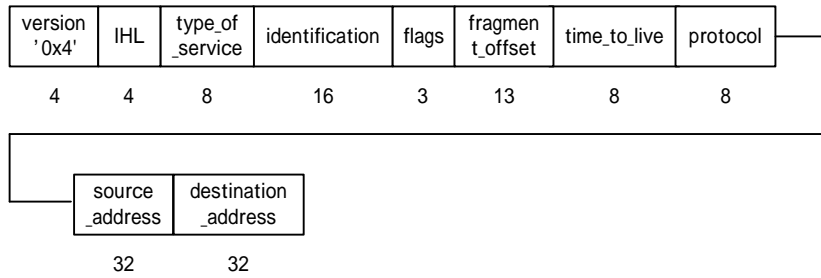 version '0x4' IHL type_of _service identification flags fragmen t_offset time_to_live protocol
4 4 8 16 3 13 8 8
source _address destination _address
32 32